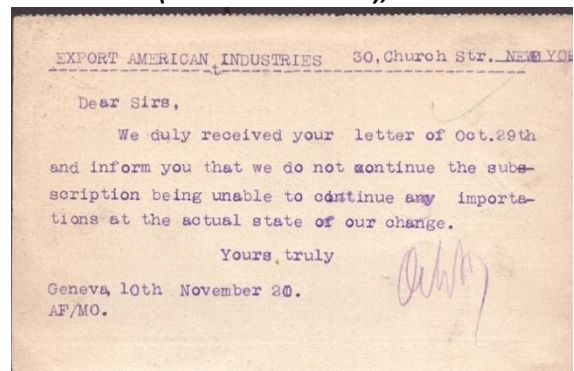 EXPORT AMERICAN INDUSTRIES 30, Church Str. NEW YOR
Dear Sirs,
We duly received your letter of Oct.29th
and inform you that we do not continue the sub-
scription being unable to continue any importa-
tions at the actual state of our change.
Yours, truly
Geneva, 10th November 20.
AF/MO.